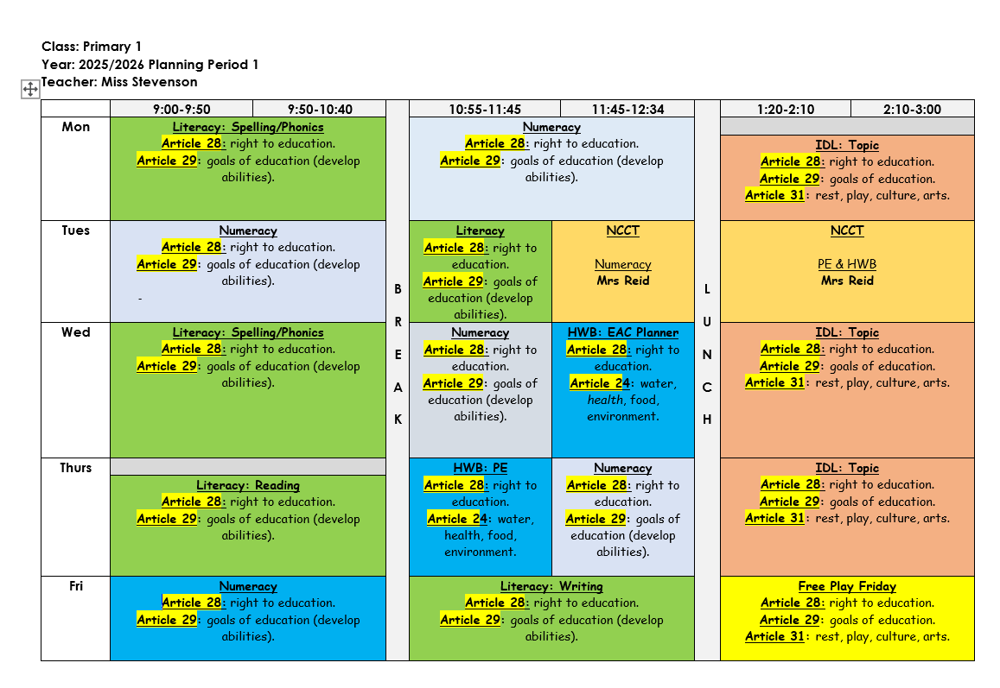 Class: Primary 1
Year: 2025/2026 Planning Period 1
Teacher: Miss Stevenson
9:00-9:50 9:50-10:40 10:55-11:45 11:45-12:34 1:20-2:10 2:10-3:00
Mon
Literacy: Spelling/Phonics
Article 28: right to education.
Article 29: goals of education (develop
abilities).
Numeracy
Article 28: right to education.
Article 29: goals of education (develop
abilities).
IDL: Topic
Article 28: right to education.
Article 29: goals of education.
Article 31: rest, play, culture, arts.
Tues
Numeracy
Article 28: right to education.
Article 29: goals of education (develop
abilities).
-
Literacy
Article 28: right to
education.
Article 29: goals of
education (develop
abilities).
NCCT
Numeracy
Mrs Reid
NCCT
PE & HWB
Mrs Reid
B
R
E
A
K
L
U
N
C
H
Wed
Literacy: Spelling/Phonics
Article 28: right to education.
Article 29: goals of education (develop
abilities).
Numeracy
Article 28: right to
education.
Article 29: goals of
education (develop
abilities).
HWB: EAC Planner
Article 28: right to
education.
Article 24: water,
health, food,
environment.
IDL: Topic
Article 28: right to education.
Article 29: goals of education.
Article 31: rest, play, culture, arts.
Thurs
Literacy: Reading
Article 28: right to education.
Article 29: goals of education (develop
abilities).
HWB: PE
Article 28: right to
education.
Article 24: water,
health, food,
environment.
Numeracy
Article 28: right to
education.
Article 29: goals of
education (develop
abilities).
IDL: Topic
Article 28: right to education.
Article 29: goals of education.
Article 31: rest, play, culture, arts.
Fri
Numeracy
Article 28: right to education.
Article 29: goals of education (develop
abilities).
Literacy: Writing
Article 28: right to education.
Article 29: goals of education (develop
abilities).
Free Play Friday
Article 28: right to education.
Article 29: goals of education.
Article 31: rest, play, culture, arts.